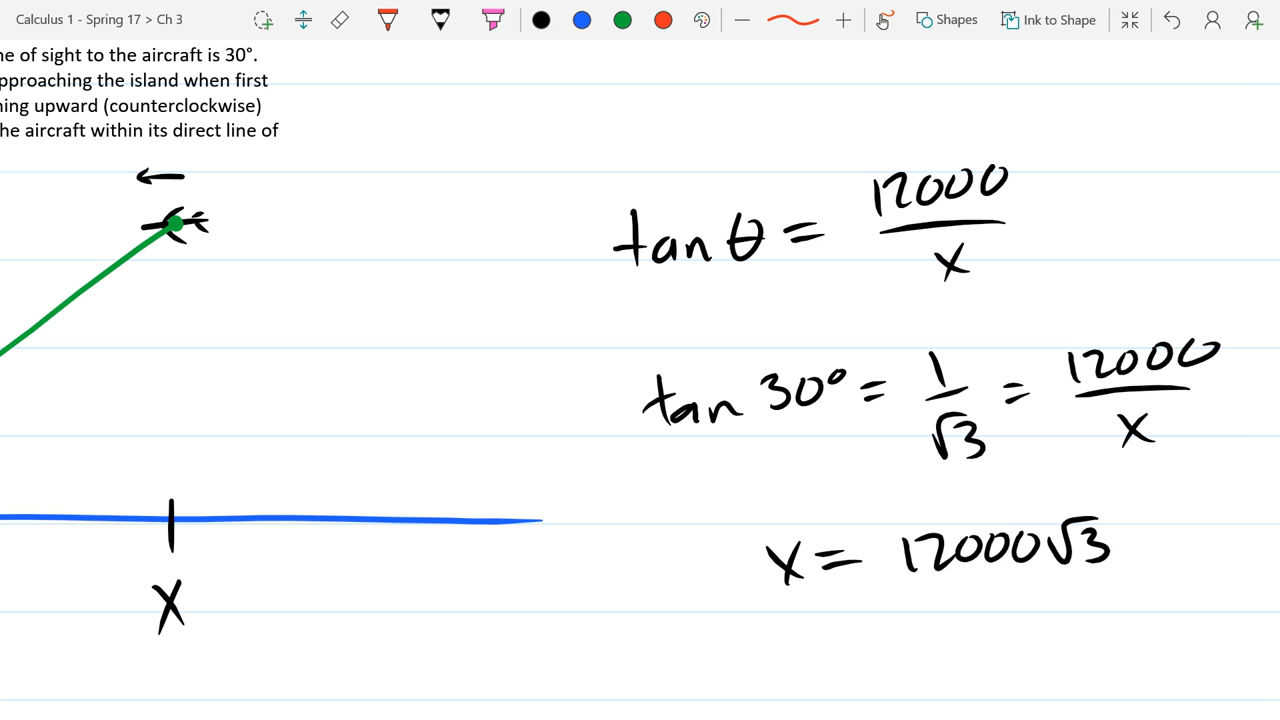 Calculus 1 - Spring 17 > Ch 3
Shapes
Ink to Shape
ne of sight to the aircraft is 30°.
pproaching the island when first
ning upward (counterclockwise)
he aircraft within its direct line of
tan θ = 12000/x
tan 30° = 1/√3 = 12000/x
x = 12000√3
x